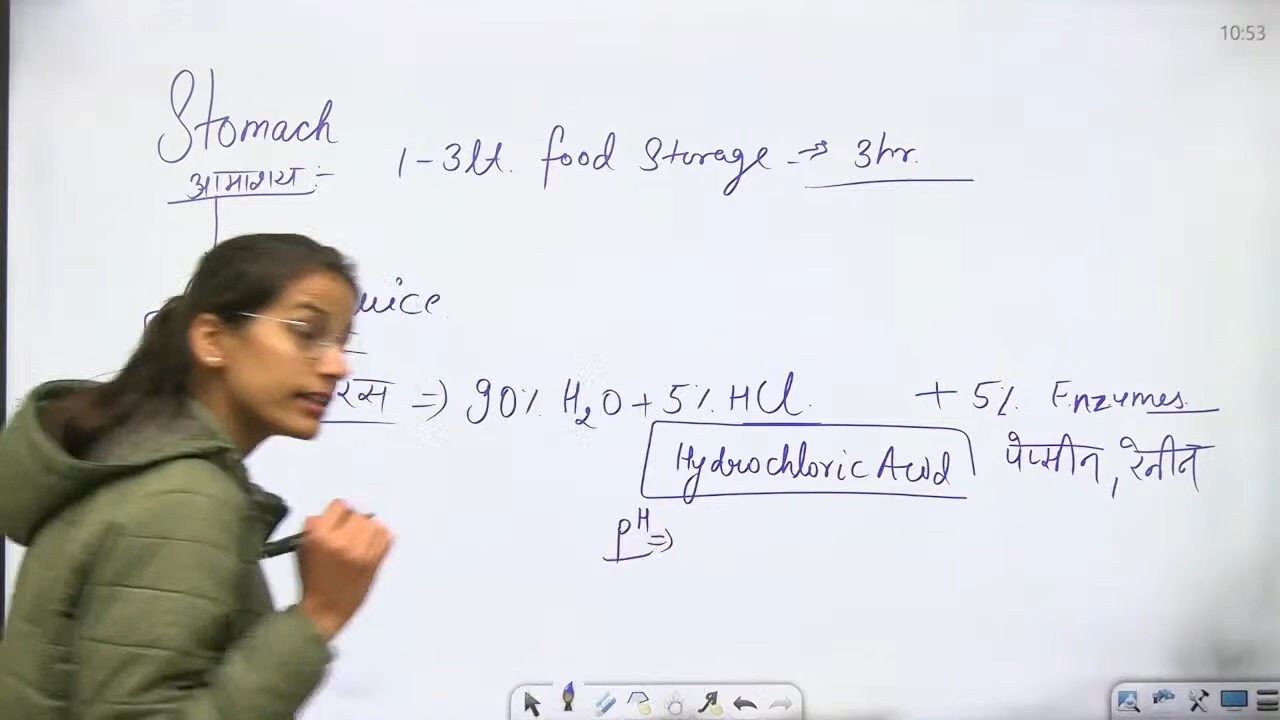 10:53
Stomach
आमाशय :- 1-3lt. food Storage → 3hr.
रस ⇒ 90% H₂O + 5% HCl. + 5% Enzymes.
Hydrochloric Acid पेप्सीन, रेनीन
pH ⇒